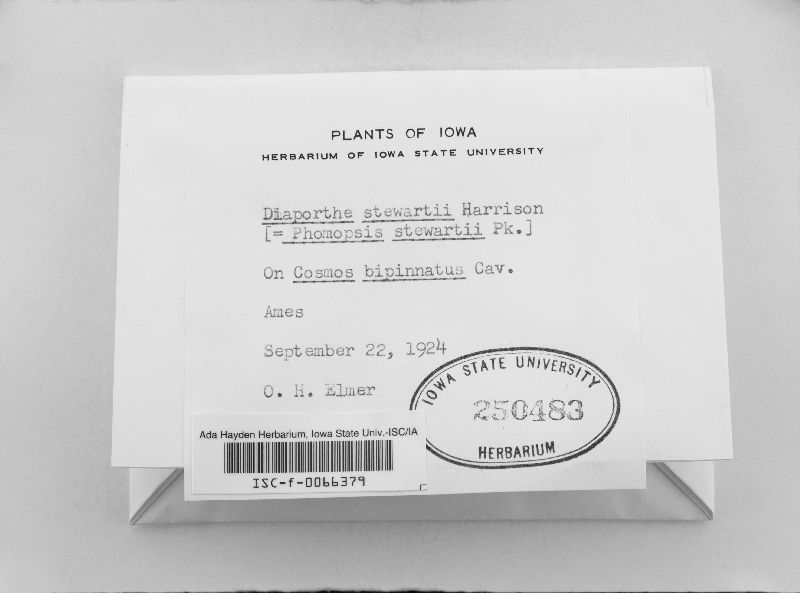 PLANTS OF IOWA
HERBARIUM OF IOWA STATE UNIVERSITY
Diaporthe stewartii Harrison
[= Phomopsis stewartii Pk.]
On Cosmos bipinnatus Cav.
Ames
September 22, 1924
O. H. Elmer
IOWA STATE UNIVERSITY
250483
HERBARIUM
Ada Hayden Herbarium, Iowa State Univ.-ISC/IA
ISC-f-0066379